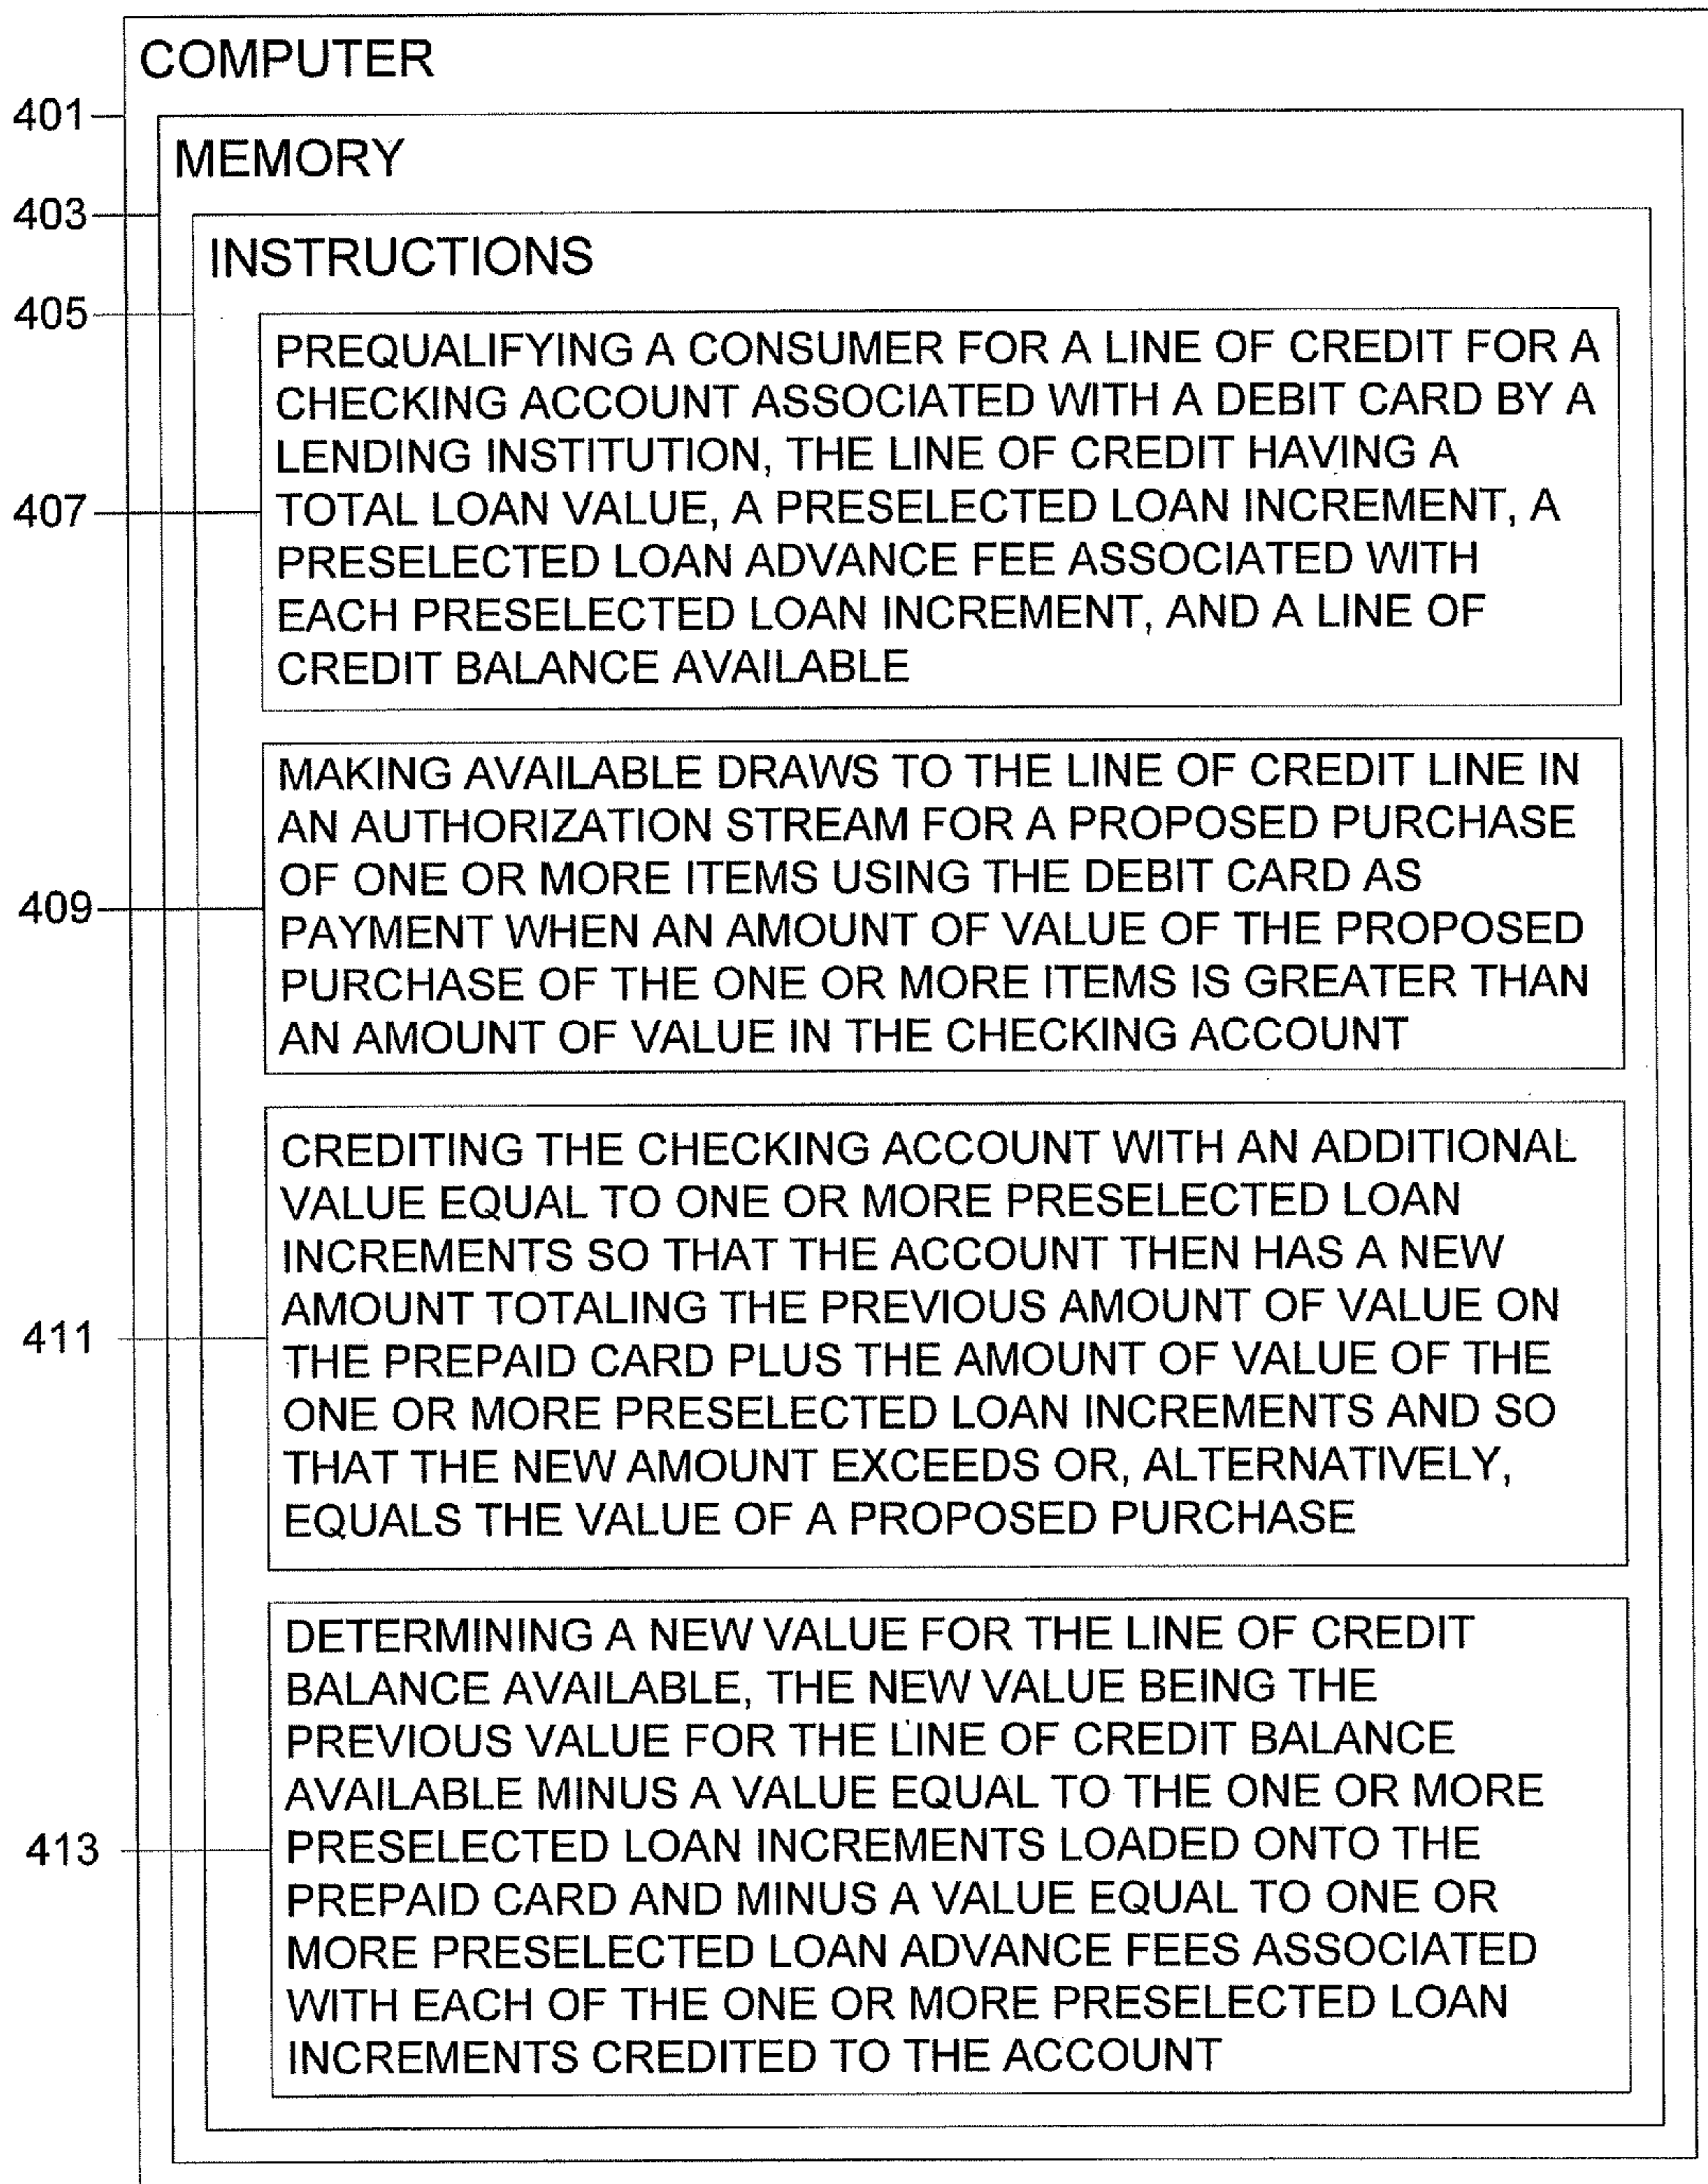 COMPUTER
401
MEMORY
403
INSTRUCTIONS
405
PREQUALIFYING A CONSUMER FOR A LINE OF CREDIT FOR A
CHECKING ACCOUNT ASSOCIATED WITH A DEBIT CARD BY A
LENDING INSTITUTION, THE LINE OF CREDIT HAVING A
407
TOTAL LOAN VALUE, A PRESELECTED LOAN INCREMENT, A
PRESELECTED LOAN ADVANCE FEE ASSOCIATED WITH
EACH PRESELECTED LOAN INCREMENT, AND A LINE OF
CREDIT BALANCE AVAILABLE
MAKING AVAILABLE DRAWS TO THE LINE OF CREDIT LINE IN
AN AUTHORIZATION STREAM FOR A PROPOSED PURCHASE
OF ONE OR MORE ITEMS USING THE DEBIT CARD AS
409
PAYMENT WHEN AN AMOUNT OF VALUE OF THE PROPOSED
PURCHASE OF THE ONE OR MORE ITEMS IS GREATER THAN
AN AMOUNT OF VALUE IN THE CHECKING ACCOUNT
CREDITING THE CHECKING ACCOUNT WITH AN ADDITIONAL
VALUE EQUAL TO ONE OR MORE PRESELECTED LOAN
INCREMENTS SO THAT THE ACCOUNT THEN HAS A NEW
AMOUNT TOTALING THE PREVIOUS AMOUNT OF VALUE ON
411
THE PREPAID CARD PLUS THE AMOUNT OF VALUE OF THE
ONE OR MORE PRESELECTED LOAN INCREMENTS AND SO
THAT THE NEW AMOUNT EXCEEDS OR, ALTERNATIVELY,
EQUALS THE VALUE OF A PROPOSED PURCHASE
DETERMINING A NEW VALUE FOR THE LINE OF CREDIT
BALANCE AVAILABLE, THE NEW VALUE BEING THE
PREVIOUS VALUE FOR THE LINE OF CREDIT BALANCE
AVAILABLE MINUS A VALUE EQUAL TO THE ONE OR MORE
413
PRESELECTED LOAN INCREMENTS LOADED ONTO THE
PREPAID CARD AND MINUS A VALUE EQUAL TO ONE OR
MORE PRESELECTED LOAN ADVANCE FEES ASSOCIATED
WITH EACH OF THE ONE OR MORE PRESELECTED LOAN
INCREMENTS CREDITED TO THE ACCOUNT